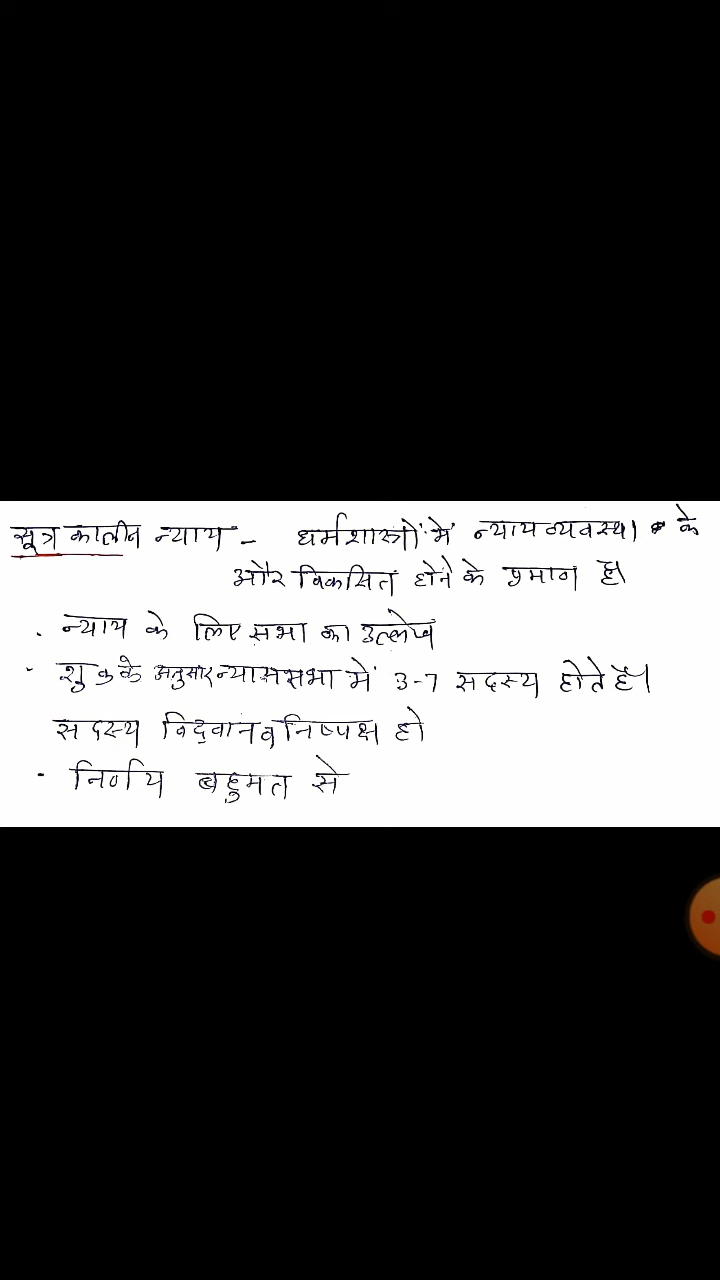 सूत्र कालीन न्याय - धर्मशास्त्रों में न्यायव्यवस्था के
और विकसित होने के प्रमाण है।
· न्याय के लिए सभा का उल्लेख
· शुक्र के अनुसार न्यायसभा में 3-7 सदस्य होते हैं।
सदस्य विद्वान व निष्पक्ष हो
· निर्णय बहुमत से